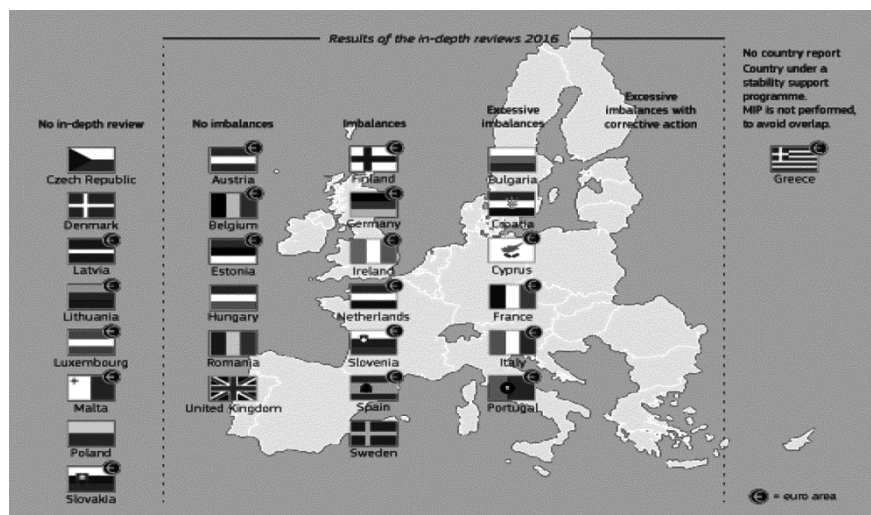 Results of the in-depth reviews 2016
No in-depth review
Czech Republic
Denmark
Latvia
Lithuania
Luxembourg
Malta
Poland
Slovakia
No imbalances
Austria
Belgium
Estonia
Hungary
Romania
United Kingdom
Imbalances
Finland
Germany
Ireland
Netherlands
Slovenia
Spain
Sweden
Excessive
imbalances
Bulgaria
Croatia
Cyprus
France
Italy
Portugal
Excessive
imbalances with
corrective action
No country report
Country under a
stability support
programme.
MIP is not performed,
to avoid overlap.
Greece
€ = euro area